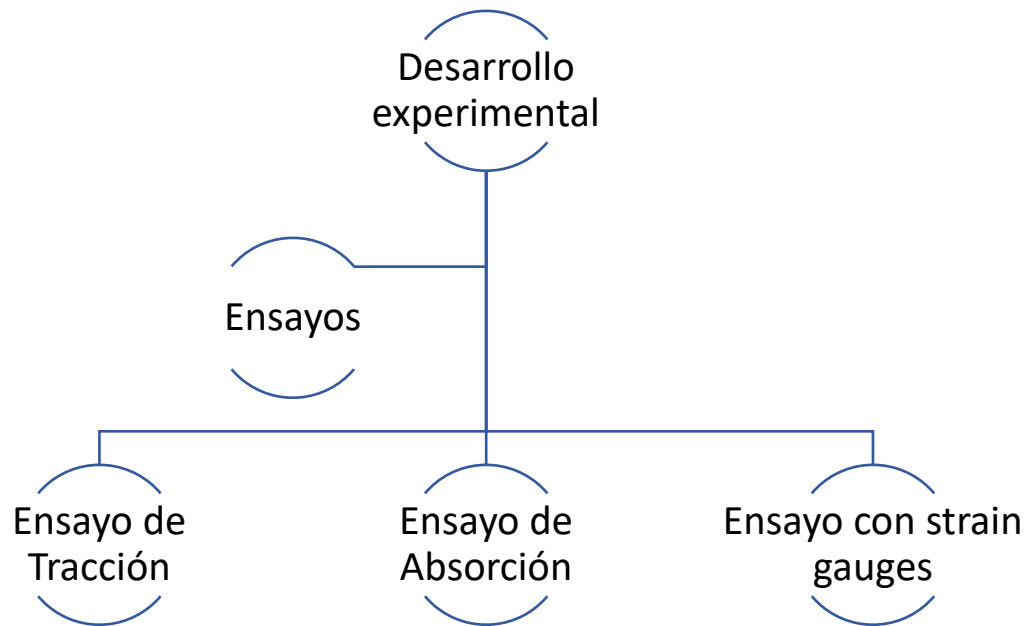 Desarrollo
experimental
Ensayos
Ensayo de
Tracción
Ensayo de
Absorción
Ensayo con strain
gauges